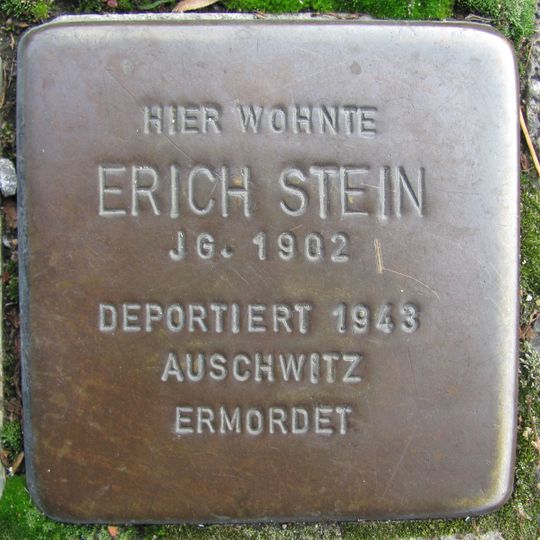 HIER WOHNTE
ERICH STEIN
JG. 1902
DEPORTIERT 1943
AUSCHWITZ
ERMORDET